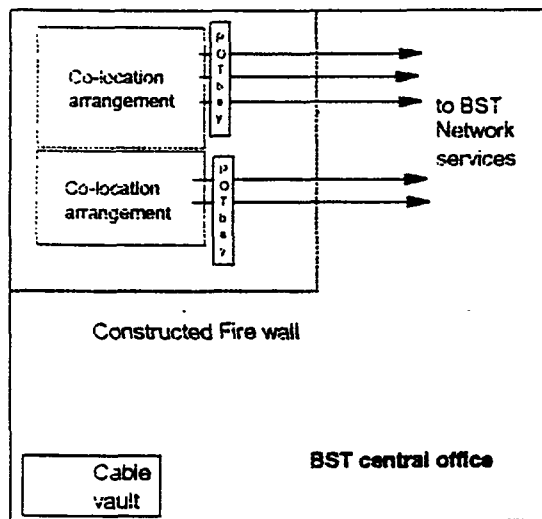 Co-location
arrangement
POT bay
to BST
Network
services
Co-location
arrangement
POT bay
Constructed Fire wall
BST central office
Cable
vault